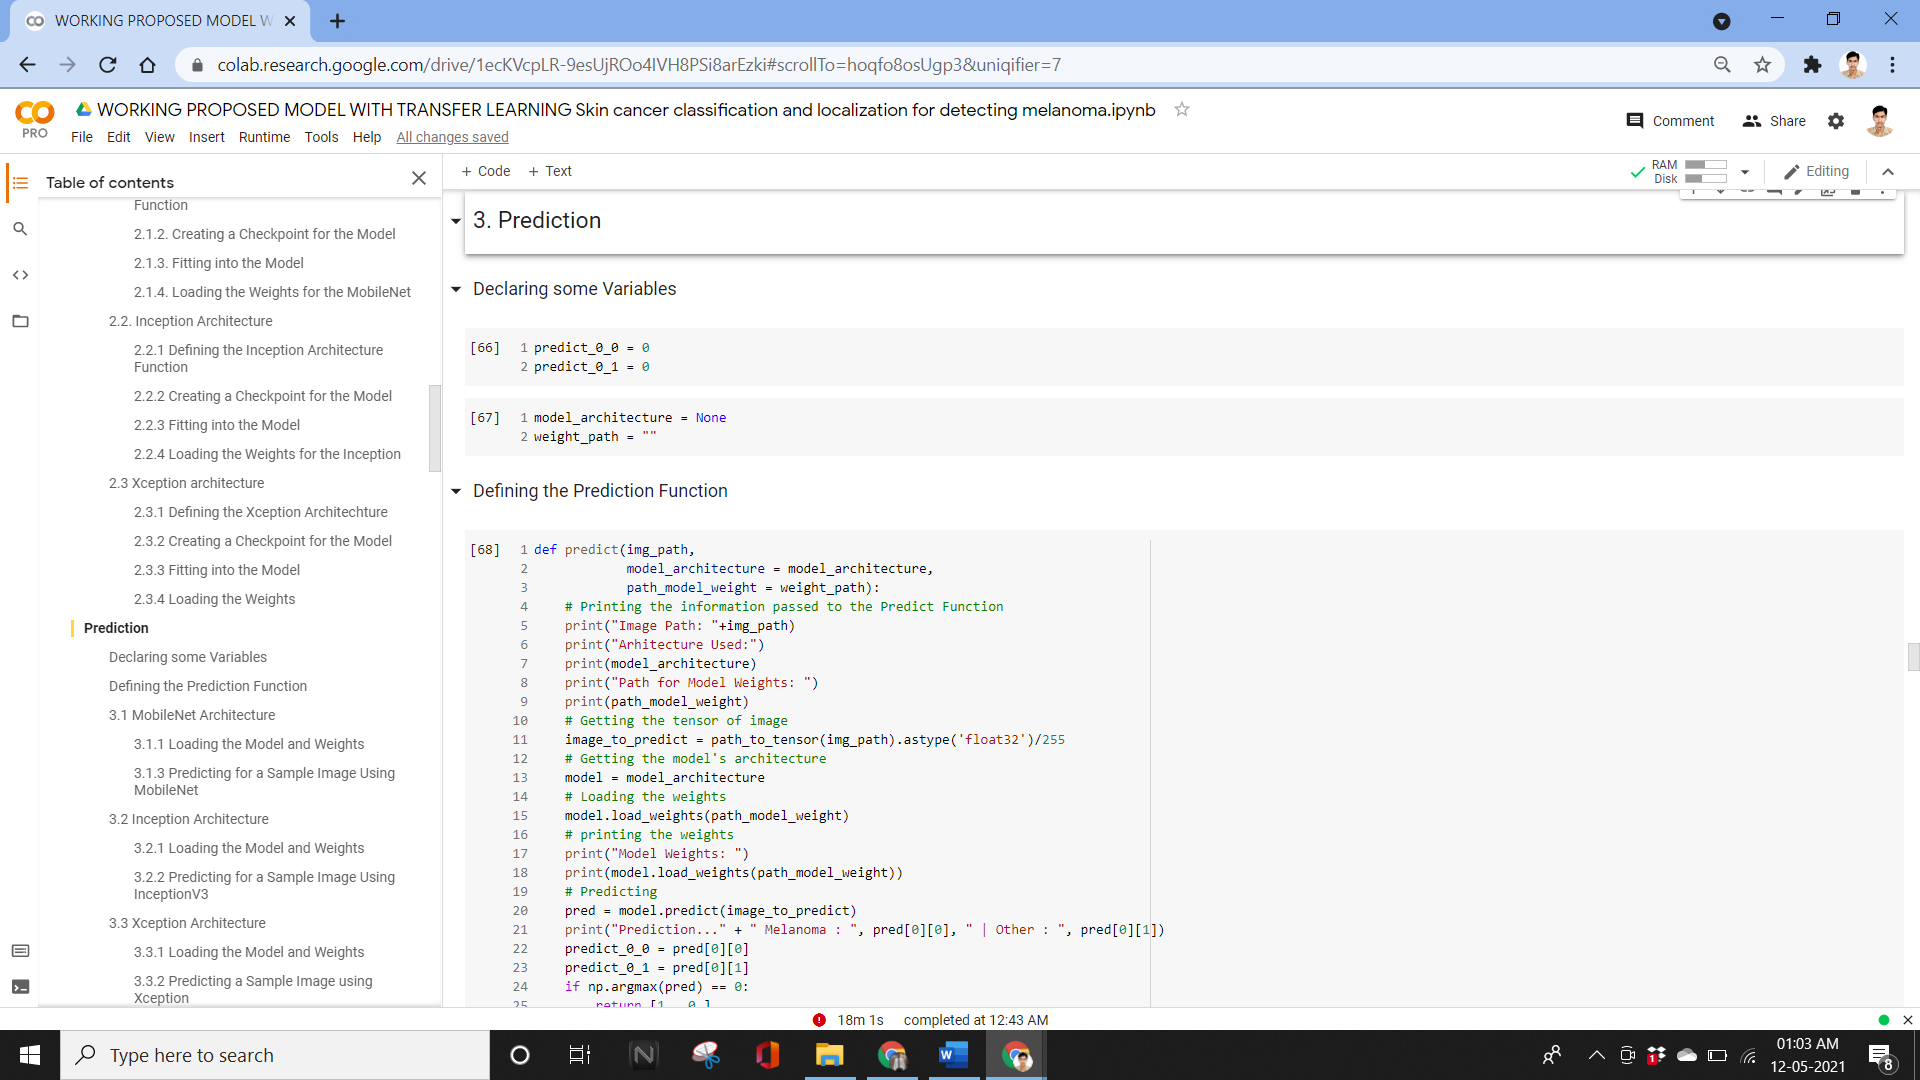 WORKING PROPOSED MODEL W
colab.research.google.com/drive/1ecKVcpLR-9esUjROo4IVH8PSi8arEzki#scrollTo=hoqfo8osUgp3&uniqifier=7
CO
PRO
WORKING PROPOSED MODEL WITH TRANSFER LEARNING Skin cancer classification and localization for detecting melanoma.ipynb
File Edit View Insert Runtime Tools Help All changes saved
Comment Share
Table of contents
Function
2.1.2. Creating a Checkpoint for the Model
2.1.3. Fitting into the Model
2.1.4. Loading the Weights for the MobileNet
2.2. Inception Architecture
2.2.1 Defining the Inception Architecture
Function
2.2.2 Creating a Checkpoint for the Model
2.2.3 Fitting into the Model
2.2.4 Loading the Weights for the Inception
2.3 Xception architecture
2.3.1 Defining the Xception Architechture
2.3.2 Creating a Checkpoint for the Model
2.3.3 Fitting into the Model
2.3.4 Loading the Weights
Prediction
Declaring some Variables
Defining the Prediction Function
3.1 MobileNet Architecture
3.1.1 Loading the Model and Weights
3.1.3 Predicting for a Sample Image Using
MobileNet
3.2 Inception Architecture
3.2.1 Loading the Model and Weights
3.2.2 Predicting for a Sample Image Using
InceptionV3
3.3 Xception Architecture
3.3.1 Loading the Model and Weights
3.3.2 Predicting a Sample Image using
Xception
+ Code + Text
RAM
Disk
Editing
3. Prediction
Declaring some Variables
[66] 1 predict_0_0 = 0
2 predict_0_1 = 0
[67] 1 model_architecture = None
2 weight_path = ""
Defining the Prediction Function
[68] 1 def predict(img_path,
2 model_architecture = model_architecture,
3 path_model_weight = weight_path):
4 # Printing the information passed to the Predict Function
5 print("Image Path: "+img_path)
6 print("Arhitecture Used:")
7 print(model_architecture)
8 print("Path for Model Weights: ")
9 print(path_model_weight)
10 # Getting the tensor of image
11 image_to_predict = path_to_tensor(img_path).astype('float32')/255
12 # Getting the model's architecture
13 model = model_architecture
14 # Loading the weights
15 model.load_weights(path_model_weight)
16 # printing the weights
17 print("Model Weights: ")
18 print(model.load_weights(path_model_weight))
19 # Predicting
20 pred = model.predict(image_to_predict)
21 print("Prediction..." + " Melanoma : ", pred[0][0], " | Other : ", pred[0][1])
22 predict_0_0 = pred[0][0]
23 predict_0_1 = pred[0][1]
24 if np.argmax(pred) == 0:
25 return [1, 0.]
18m 1s completed at 12:43 AM
Type here to search
01:03 AM
12-05-2021
1
8